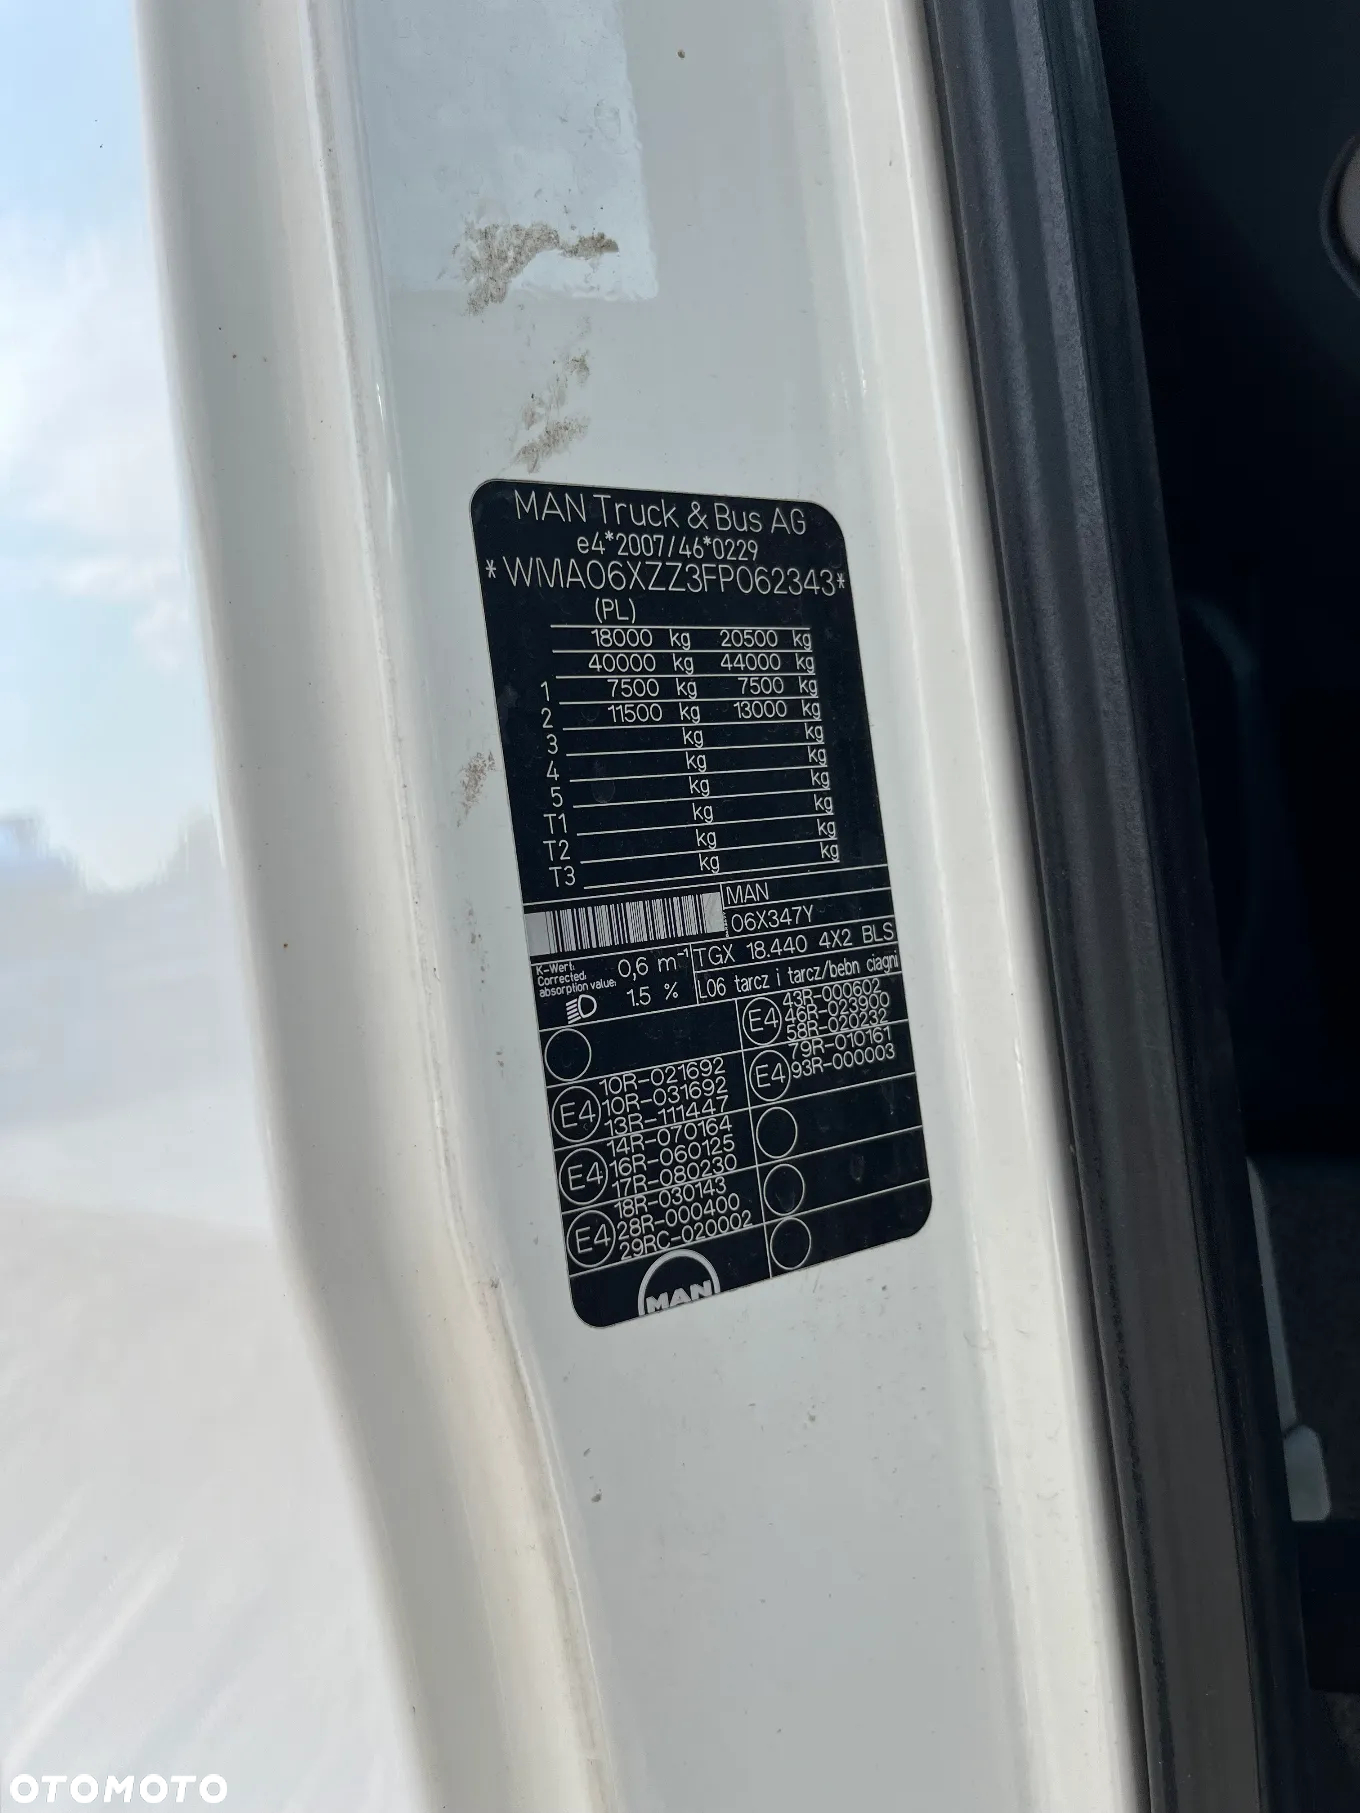 MAN Truck & Bus AG
e4*2007/46*0229
*WMA06XZZ3FP062343*
(PL)
18000 kg 20500 kg
40000 kg 44000 kg
1 7500 kg 7500 kg
2 11500 kg 13000 kg
3 kg kg
4 kg kg
5 kg kg
T1 kg kg
T2 kg kg
T3 kg kg
MAN
06X347Y
TGX 18.440 4X2 BLS
L06 tarcz i tarcz/bebn ciagni
K-Wert:
Corrected
absorption value:
0,6 m⁻¹
1.5 %
E4
10R-021692
10R-031692
13R-111447
E4
14R-070164
16R-060125
17R-080230
E4
18R-030143
28R-000400
29RC-020002
E4
43R-000602
46R-023900
58R-020232
E4
79R-010161
93R-000003
MAN
OTOMOTO